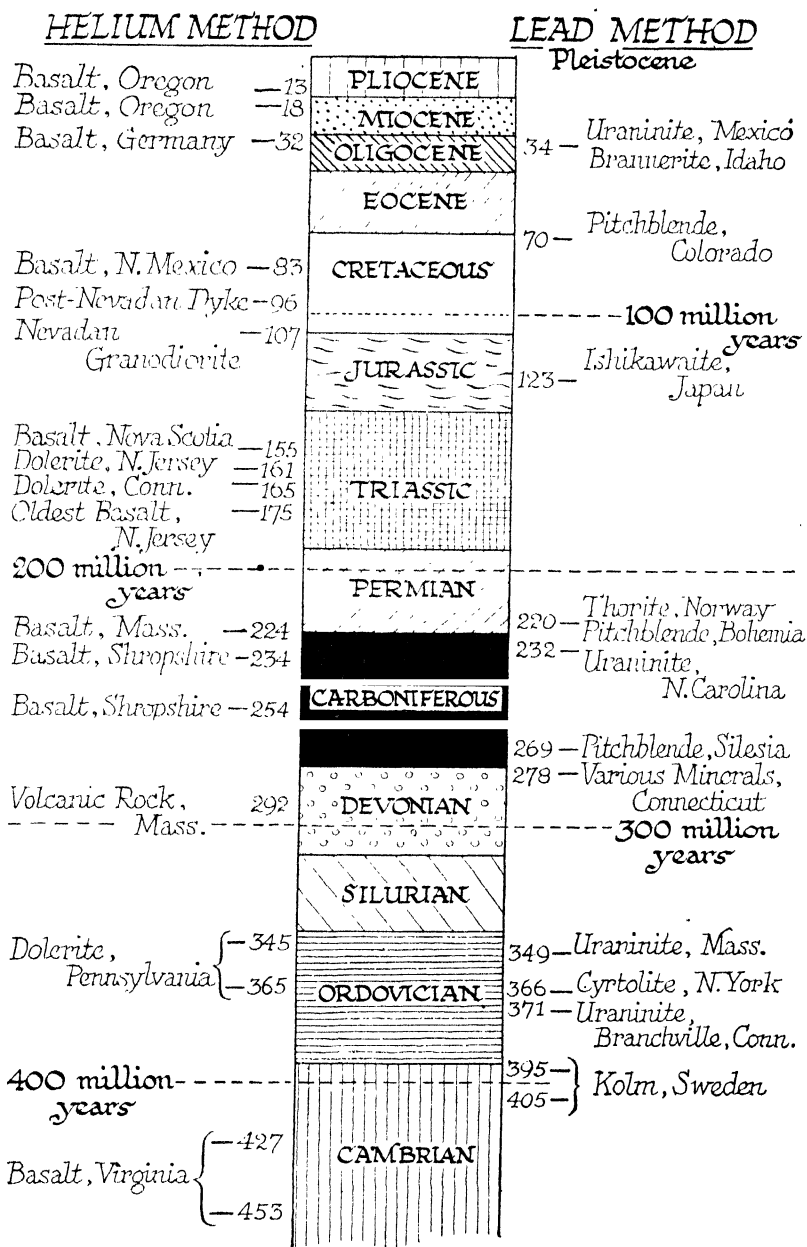 HELIUM METHOD
LEAD METHOD
Pleistocene
Basalt, Oregon — 13
PLIOCENE
Basalt, Oregon — 18
MIOCENE
Basalt, Germany — 32
OLIGOCENE
34 — Uraninite, Mexico
Brannerite, Idaho
EOCENE
70 — Pitchblende,
Colorado
Basalt, N. Mexico — 83
CRETACEOUS
Post-Nevadan Dyke — 96
100 million
years
Nevadan — 107
Granodiorite
JURASSIC
123 — Ishikawaite,
Japan
Basalt, Nova Scotia — 155
Dolerite, N. Jersey — 161
Dolerite, Conn. — 165
TRIASSIC
Oldest Basalt, — 175
N. Jersey
200 million
years
PERMIAN
220 — Thorite, Norway
Pitchblende, Bohemia
Basalt, Mass. — 224
Basalt, Shropshire — 234
232 — Uraninite,
N. Carolina
Basalt, Shropshire — 254
CARBONIFEROUS
269 — Pitchblende, Silesia
278 — Various Minerals,
Connecticut
Volcanic Rock, 292
Mass.
DEVONIAN
300 million
years
SILURIAN
Dolerite,
Pennsylvania { — 345
— 365
ORDOVICIAN
349 — Uraninite, Mass.
366 — Cyrtolite, N. York
371 — Uraninite,
Branchville, Conn.
400 million
years
395 —
405 — } Kolm, Sweden
Basalt, Virginia { — 427
— 453
CAMBRIAN